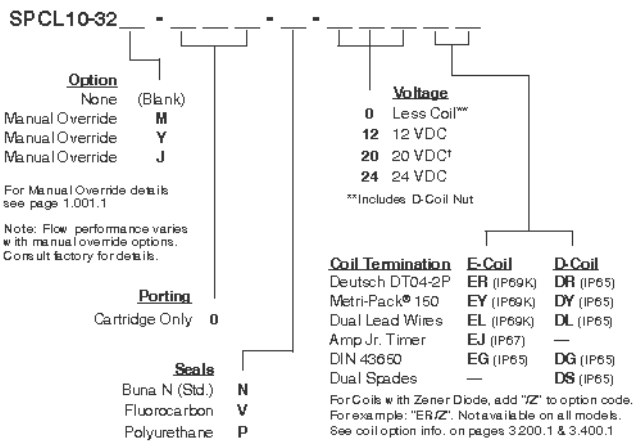 SPCL10-32__ - ____ - __ - ____ ____
Option
None (Blank)
Manual Override M
Manual Override Y
Manual Override J
For Manual Override details
see page 1.001.1
Note: Flow performance varies
with manual override options.
Consult factory for details.
Porting
Cartridge Only 0
Seals
Buna N (Std.) N
Fluorocarbon V
Polyurethane P
Voltage
0 Less Coil**
12 12 VDC
20 20 VDC†
24 24 VDC
**Includes D-Coil Nut
Coil Termination E-Coil D-Coil
Deutsch DT04-2P ER (IP69K) DR (IP65)
Metri-Pack® 150 EY (IP69K) DY (IP65)
Dual Lead Wires EL (IP69K) DL (IP65)
Amp Jr. Timer EJ (IP67) —
DIN 43650 EG (IP65) DG (IP65)
Dual Spades — DS (IP65)
For Coils with Zener Diode, add "/Z" to option code.
For example: "ER/Z". Not available on all models.
See coil option info. on pages 3.200.1 & 3.400.1